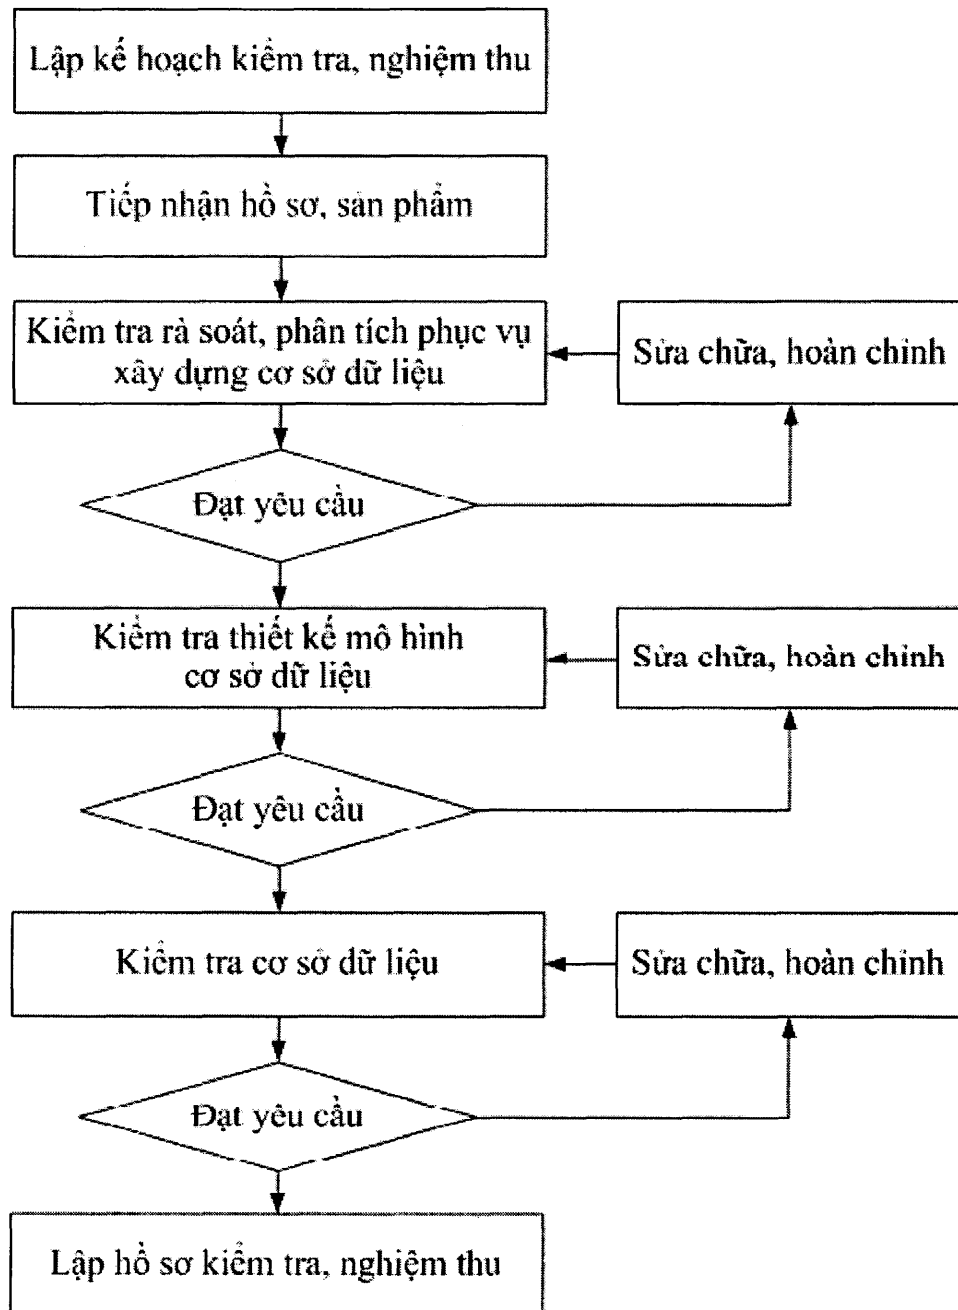 Lập kế hoạch kiểm tra, nghiệm thu
Tiếp nhận hồ sơ, sản phẩm
Kiểm tra rà soát, phân tích phục vụ
xây dựng cơ sở dữ liệu
Sửa chữa, hoàn chỉnh
Đạt yêu cầu
Kiểm tra thiết kế mô hình
cơ sở dữ liệu
Sửa chữa, hoàn chỉnh
Đạt yêu cầu
Kiểm tra cơ sở dữ liệu
Sửa chữa, hoàn chỉnh
Đạt yêu cầu
Lập hồ sơ kiểm tra, nghiệm thu